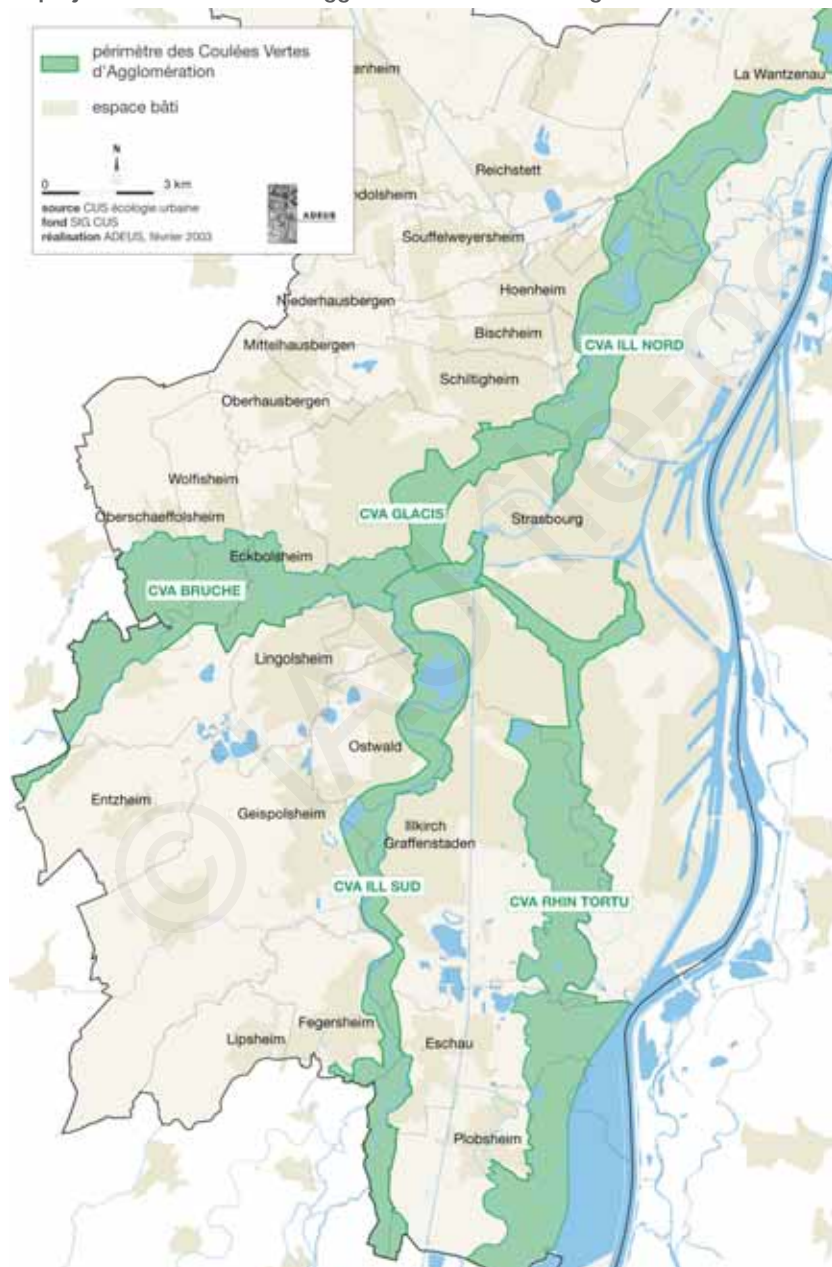 périmètre des Coulées Vertes
d'Agglomération
espace bâti
N
0 3 km
source CUS écologie urbaine
fond SIG CUS
réalisation ADEUS, février 2003
ADEUS
La Wantzenau
Reichstett
Souffelweyersheim
Hoenheim
Niederhausbergen
Bischheim
Mittelhausbergen
CVA ILL NORD
Schiltigheim
Oberhausbergen
Wolfisheim
CVA GLACIS
Strasbourg
Oberschaeffolsheim
Eckbolsheim
CVA BRUCHE
Lingolsheim
Ostwald
Entzheim
Geispolsheim
Illkirch
Graffenstaden
CVA ILL SUD
CVA RHIN TORTU
Fegersheim
Lipsheim
Eschau
Plobsheim